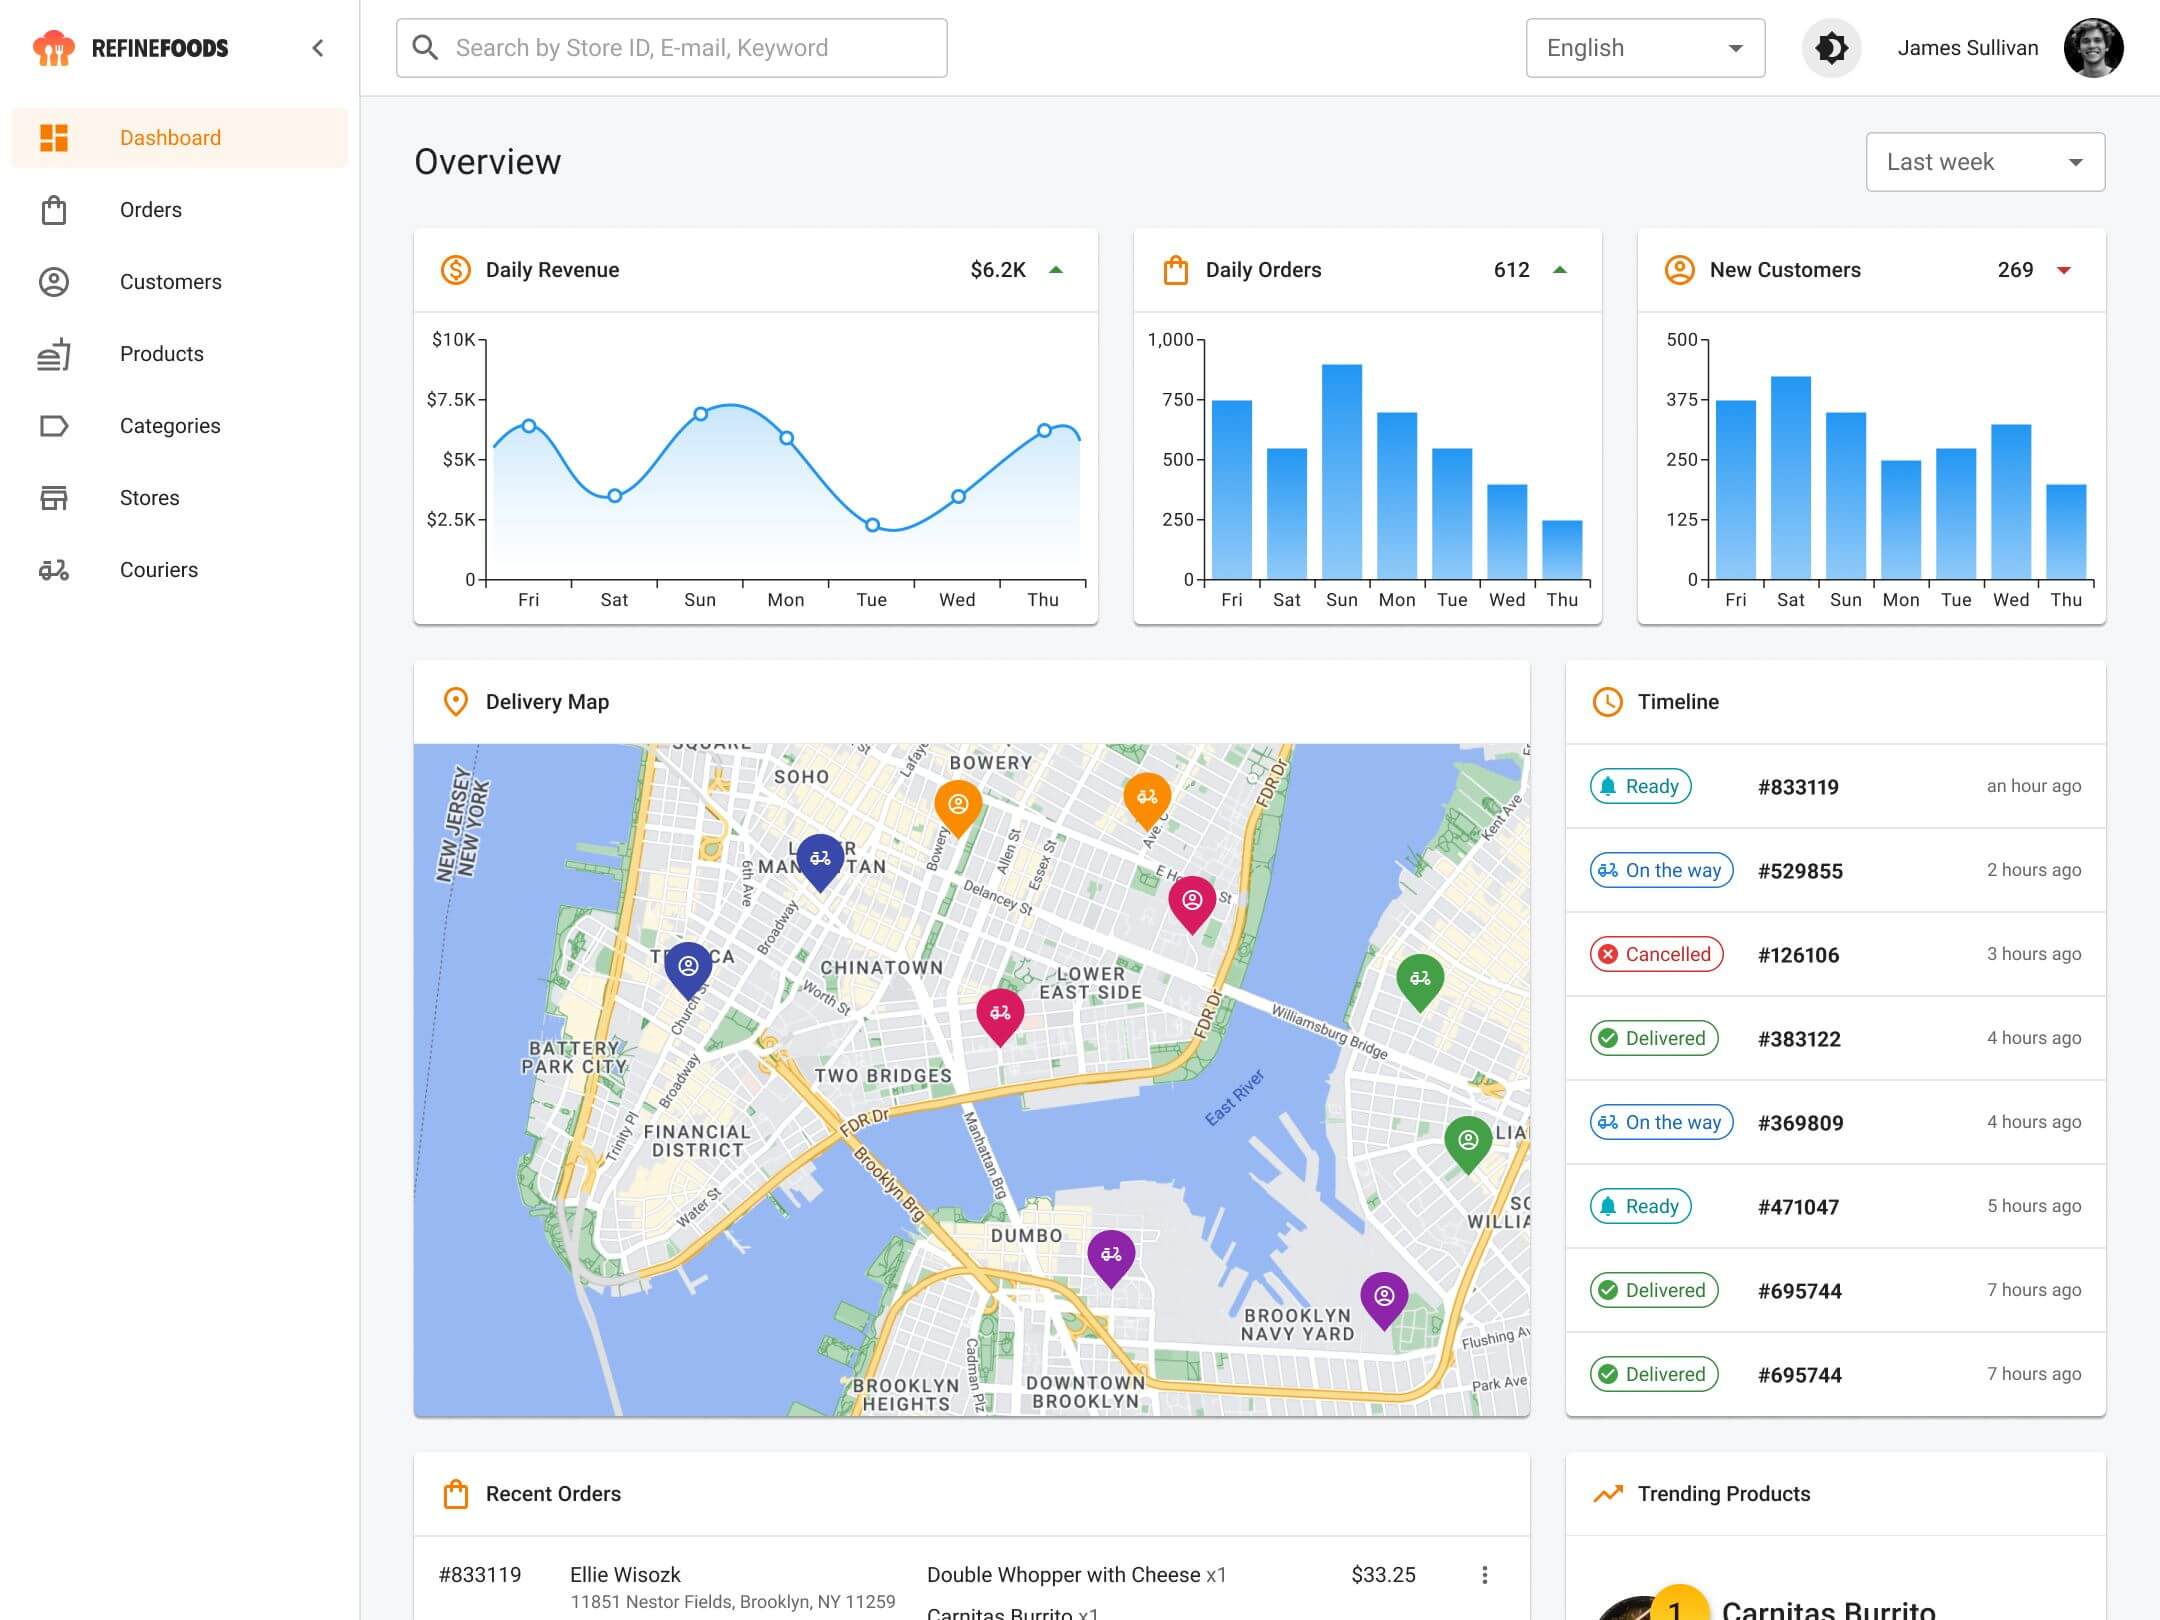 REFINEFOODS
Search by Store ID, E-mail, Keyword
English
James Sullivan
Dashboard
Orders
Customers
Products
Categories
Stores
Couriers
Overview
Last week
Daily Revenue
$6.2K
$10K
$7.5K
$5K
$2.5K
0
Fri Sat Sun Mon Tue Wed Thu
Daily Orders
612
1,000
750
500
250
0
Fri Sat Sun Mon Tue Wed Thu
New Customers
269
500
375
250
125
0
Fri Sat Sun Mon Tue Wed Thu
Delivery Map
NEW JERSEY
NEW YORK
SQUARE
SOHO
BOWERY
FDR Dr
Kent Ave
MANHATTAN
6th Ave
Bowery
Allen St
Essex St
Ave. C
Delancey St
Broadway
CHINATOWN
Worth St
Church St
LOWER
EAST SIDE
FDR Dr
Williamsburg Bridge
BATTERY
PARK CITY
TWO BRIDGES
Broadway
FDR Dr
East River
Trinity Pl
FINANCIAL
DISTRICT
Manhattan Brg
Brooklyn Brg
Water St
DUMBO
WILLIA
BROOKLYN
NAVY YARD
Flushing Av
Cadman Plz
BROOKLYN
HEIGHTS
DOWNTOWN
BROOKLYN
Park Ave
Timeline
Ready #833119 an hour ago
On the way #529855 2 hours ago
Cancelled #126106 3 hours ago
Delivered #383122 4 hours ago
On the way #369809 4 hours ago
Ready #471047 5 hours ago
Delivered #695744 7 hours ago
Delivered #695744 7 hours ago
Recent Orders
#833119 Ellie Wisozk Double Whopper with Cheese x1 $33.25
11851 Nestor Fields, Brooklyn, NY 11259
Carnitas Burrito x1
Trending Products
1 Carnitas Burrito